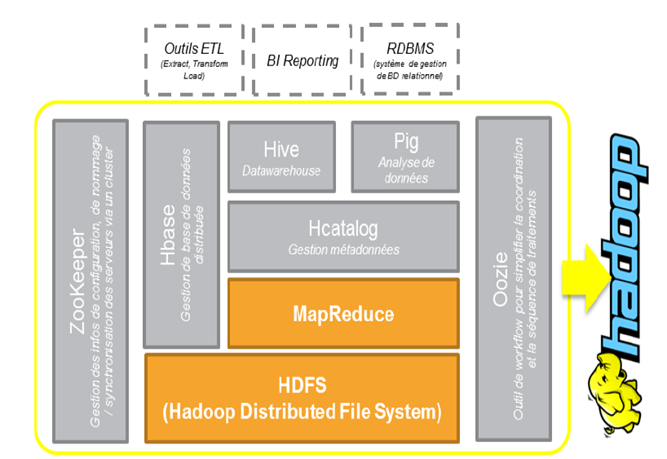 Outils ETL
(Extract, Transform
Load)
BI Reporting
RDBMS
(système de gestion
de BD relationnel)
ZooKeeper
Gestion des infos de configuration, de nommage
/ synchronisation des serveurs via un cluster
Hbase
Gestion de base de données
distribuée
Hive
Datawarehouse
Pig
Analyse de
données
Hcatalog
Gestion métadonnées
MapReduce
HDFS
(Hadoop Distributed File System)
Oozie
Outil de workflow pour simplifier la coordination
et la séquence de traitements
hadoop